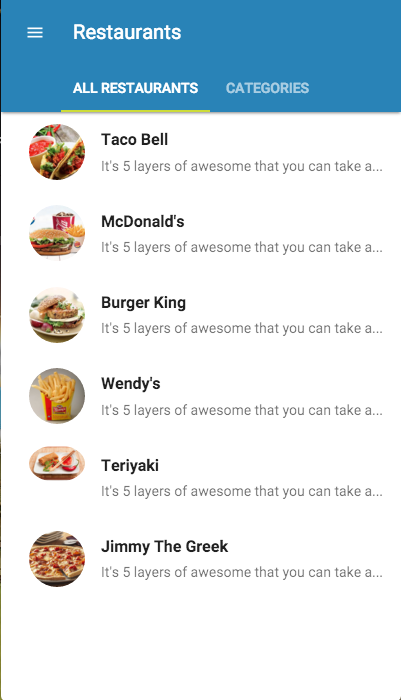 Restaurants
ALL RESTAURANTS CATEGORIES
Taco Bell
It's 5 layers of awesome that you can take a...
McDonald's
It's 5 layers of awesome that you can take a...
Burger King
It's 5 layers of awesome that you can take a...
Wendy's
It's 5 layers of awesome that you can take a...
Teriyaki
It's 5 layers of awesome that you can take a...
Jimmy The Greek
It's 5 layers of awesome that you can take a...